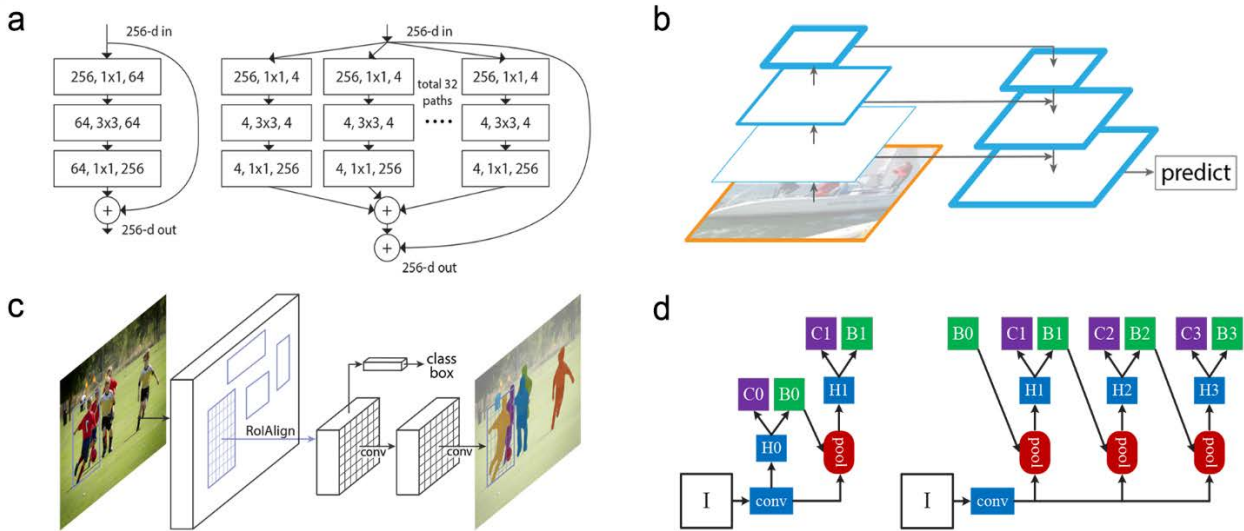 a
256-d in
256, 1x1, 64
64, 3x3, 64
64, 1x1, 256
+
256-d out
256-d in
256, 1x1, 4
256, 1x1, 4
total 32
paths
256, 1x1, 4
4, 3x3, 4
4, 3x3, 4
....
4, 3x3, 4
4, 1x1, 256
4, 1x1, 256
4, 1x1, 256
+
+
256-d out
b
predict
c
RoIAlign
class
box
conv
conv
d
C1 B1
C0 B0
H1
H0
pool
I
conv
B0
C1 B1
C2 B2
C3 B3
H1
H2
H3
pool
pool
pool
I
conv